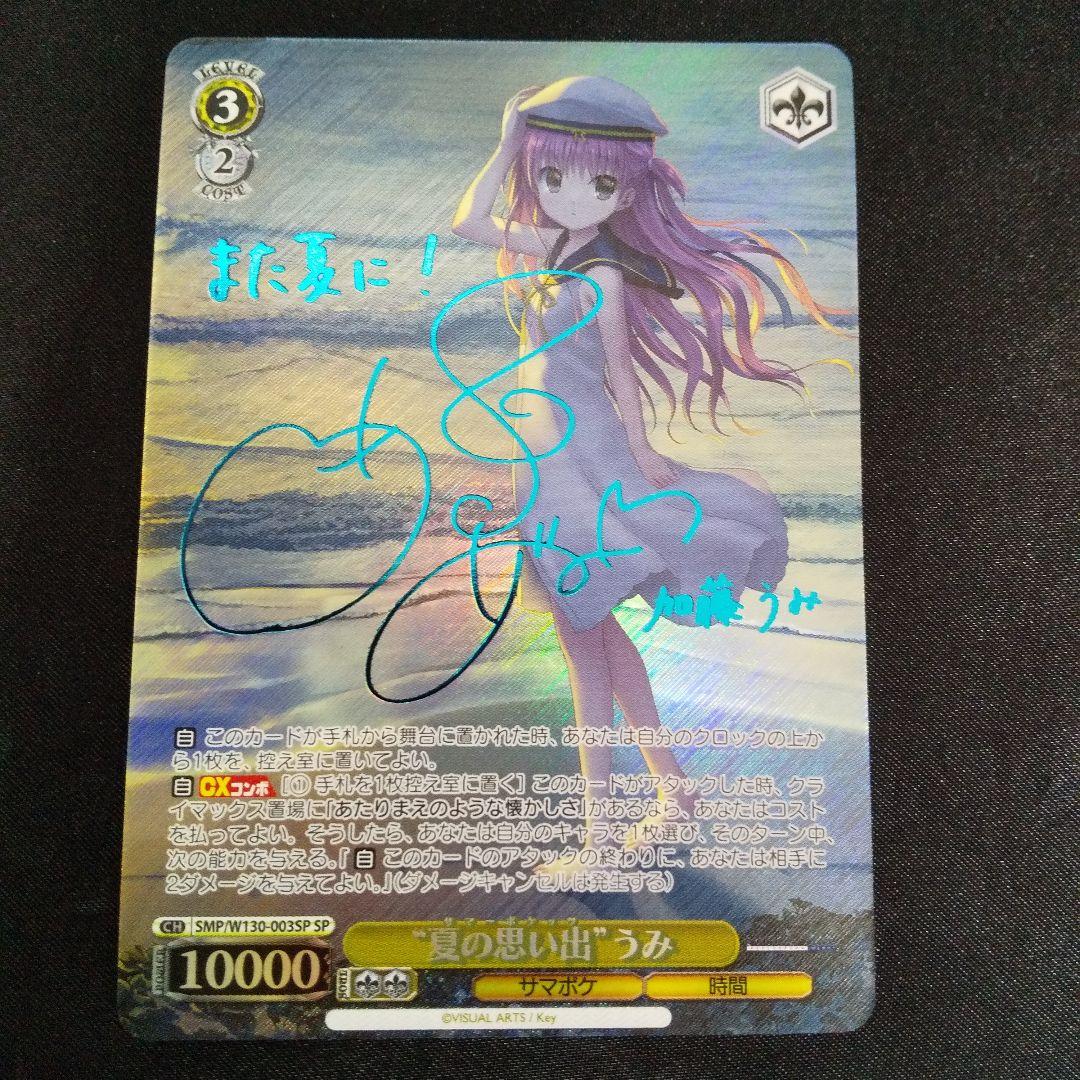 LEVEL
3
2
COST
また夏に!
加藤うみ
自 このカードが手札から舞台に置かれた時、あなたは自分のクロックの上か
ら1枚を、控え室に置いてよい。
自 CXコンボ [① 手札を1枚控え室に置く] このカードがアタックした時、クラ
イマックス置場に「あたりまえのような懐かしさ」があるなら、あなたはコスト
を払ってよい。そうしたら、あなたは自分のキャラを1枚選び、そのターン中、
次の能力を与える。『 自 このカードのアタックの終わりに、あなたは相手に
2ダメージを与えてよい。』(ダメージキャンセルは発生する)
CH SMP/W130-003SP SP
"夏の思い出" うみ
10000
SOUL
サマポケ 時間
©VISUAL ARTS / Key